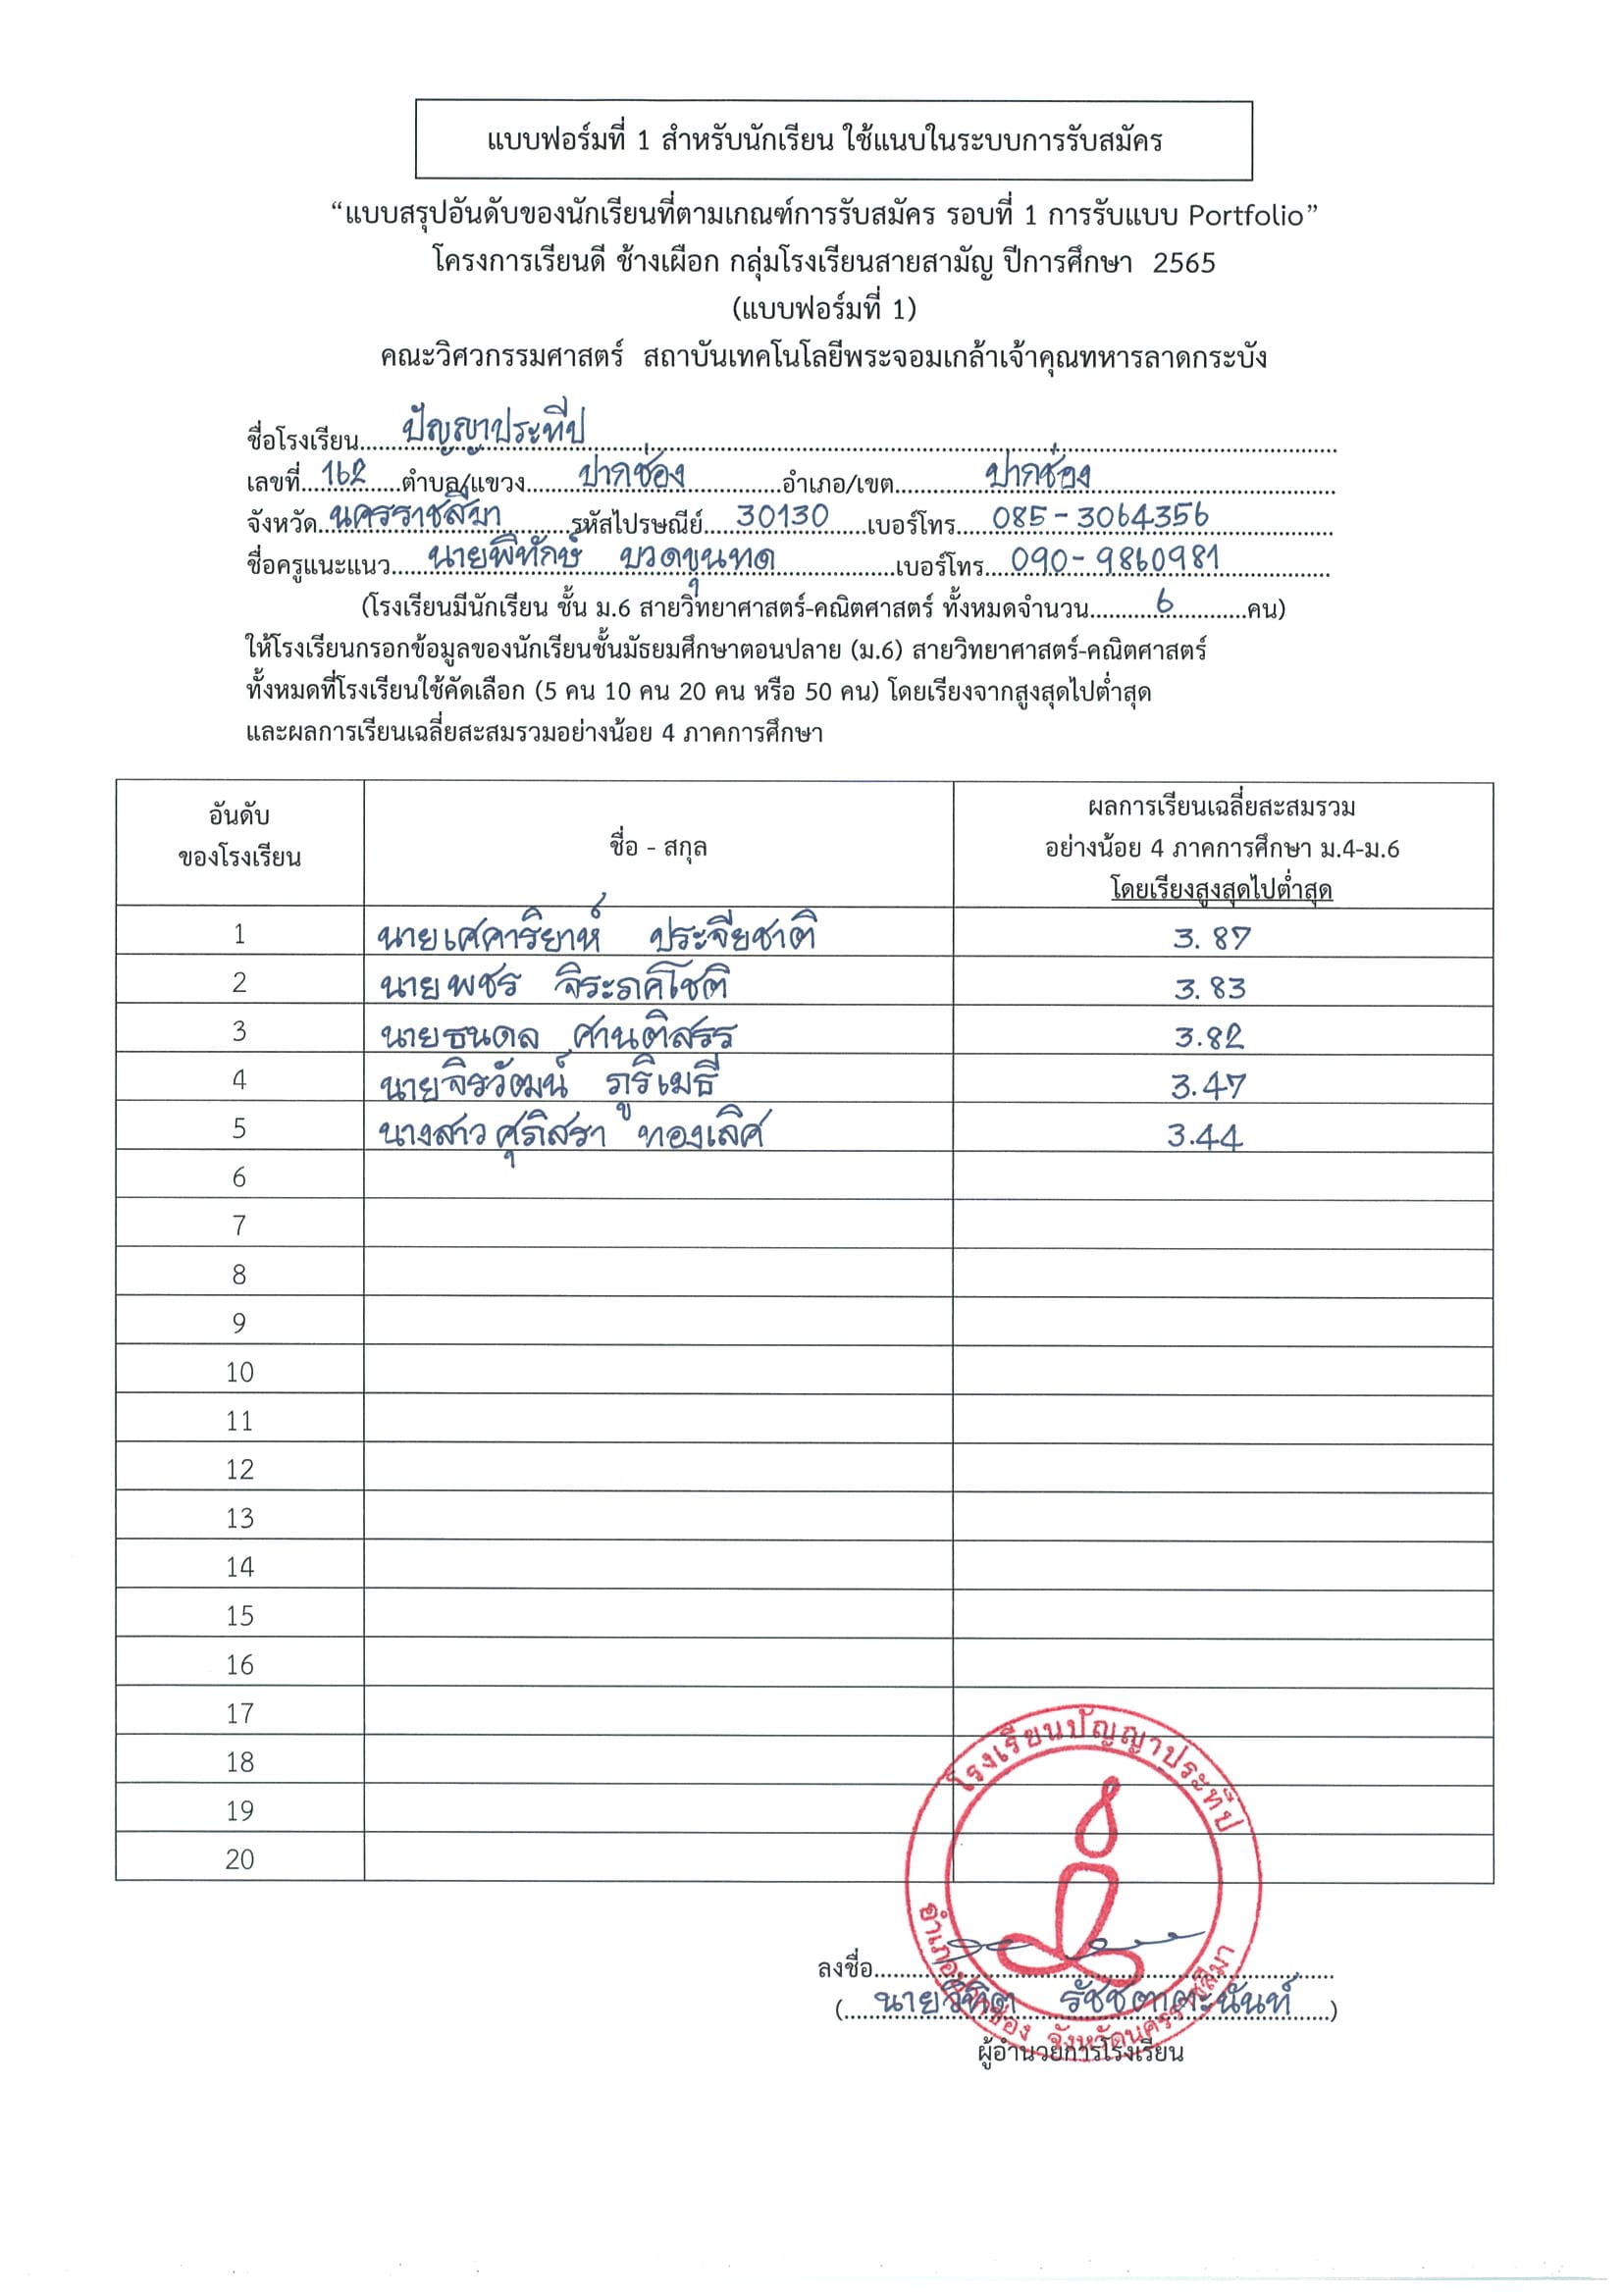 แบบฟอร์มที่ 1 สำหรับนักเรียน ใช้แนบในระบบการรับสมัคร
“แบบสรุปอันดับของนักเรียนที่ตามเกณฑ์การรับสมัคร รอบที่ 1 การรับแบบ Portfolio”
โครงการเรียนดี ช้างเผือก กลุ่มโรงเรียนสายสามัญ ปีการศึกษา 2565
(แบบฟอร์มที่ 1)
คณะวิศวกรรมศาสตร์ สถาบันเทคโนโลยีพระจอมเกล้าเจ้าคุณทหารลาดกระบัง
ชื่อโรงเรียน ปัญญาประทีป
เลขที่ 162 ตำบล/แขวง ปากช่อง อำเภอ/เขต ปากช่อง
จังหวัด นครราชสีมา รหัสไปรษณีย์ 30130 เบอร์โทร 085-3064356
ชื่อครูแนะแนว นายพิทักษ์ บวดขุนทด เบอร์โทร 090-9860981
(โรงเรียนมีนักเรียน ชั้น ม.6 สายวิทยาศาสตร์-คณิตศาสตร์ ทั้งหมดจำนวน 6 คน)
ให้โรงเรียนกรอกข้อมูลของนักเรียนชั้นมัธยมศึกษาตอนปลาย (ม.6) สายวิทยาศาสตร์-คณิตศาสตร์
ทั้งหมดที่โรงเรียนใช้คัดเลือก (5 คน 10 คน 20 คน หรือ 50 คน) โดยเรียงจากสูงสุดไปต่ำสุด
และผลการเรียนเฉลี่ยสะสมรวมอย่างน้อย 4 ภาคการศึกษา
อันดับ
ของโรงเรียน
ชื่อ - สกุล
ผลการเรียนเฉลี่ยสะสมรวม
อย่างน้อย 4 ภาคการศึกษา ม.4-ม.6
โดยเรียงสูงสุดไปต่ำสุด
1 นายเศคาริยาห์ ประจียชาติ 3.87
2 นายพชร จิระภคโชติ 3.83
3 นายธนดล ศานติสรร 3.82
4 นายจิรวัฒน์ ภูริเมธี 3.47
5 นางสาวศุภิสรา ทองเลิศ 3.44
6
7
8
9
10
11
12
13
14
15
16
17
18
19
20
โรงเรียนปัญญาประทีป
อำเภอปากช่อง จังหวัดนครราชสีมา
ลงชื่อ
(นายวิทิต รัชชตาตะนันท์)
ผู้อำนวยการโรงเรียน